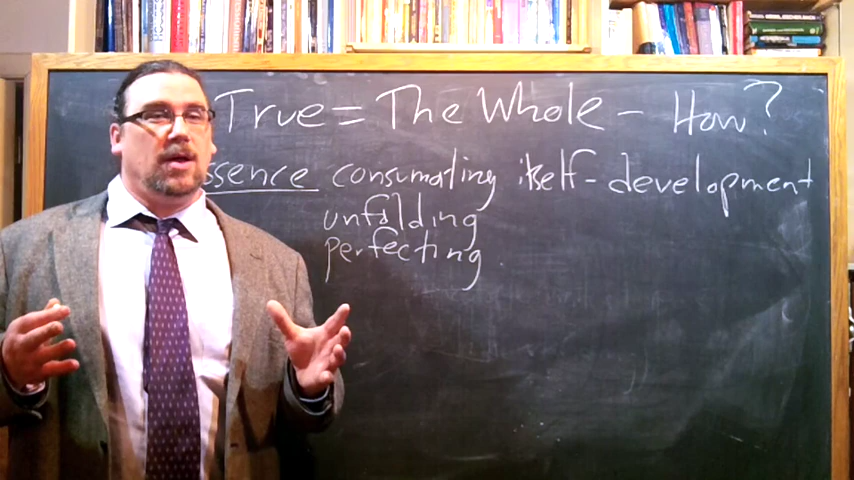 True = The Whole - How?
ssence consumating itself - development
unfolding
perfecting